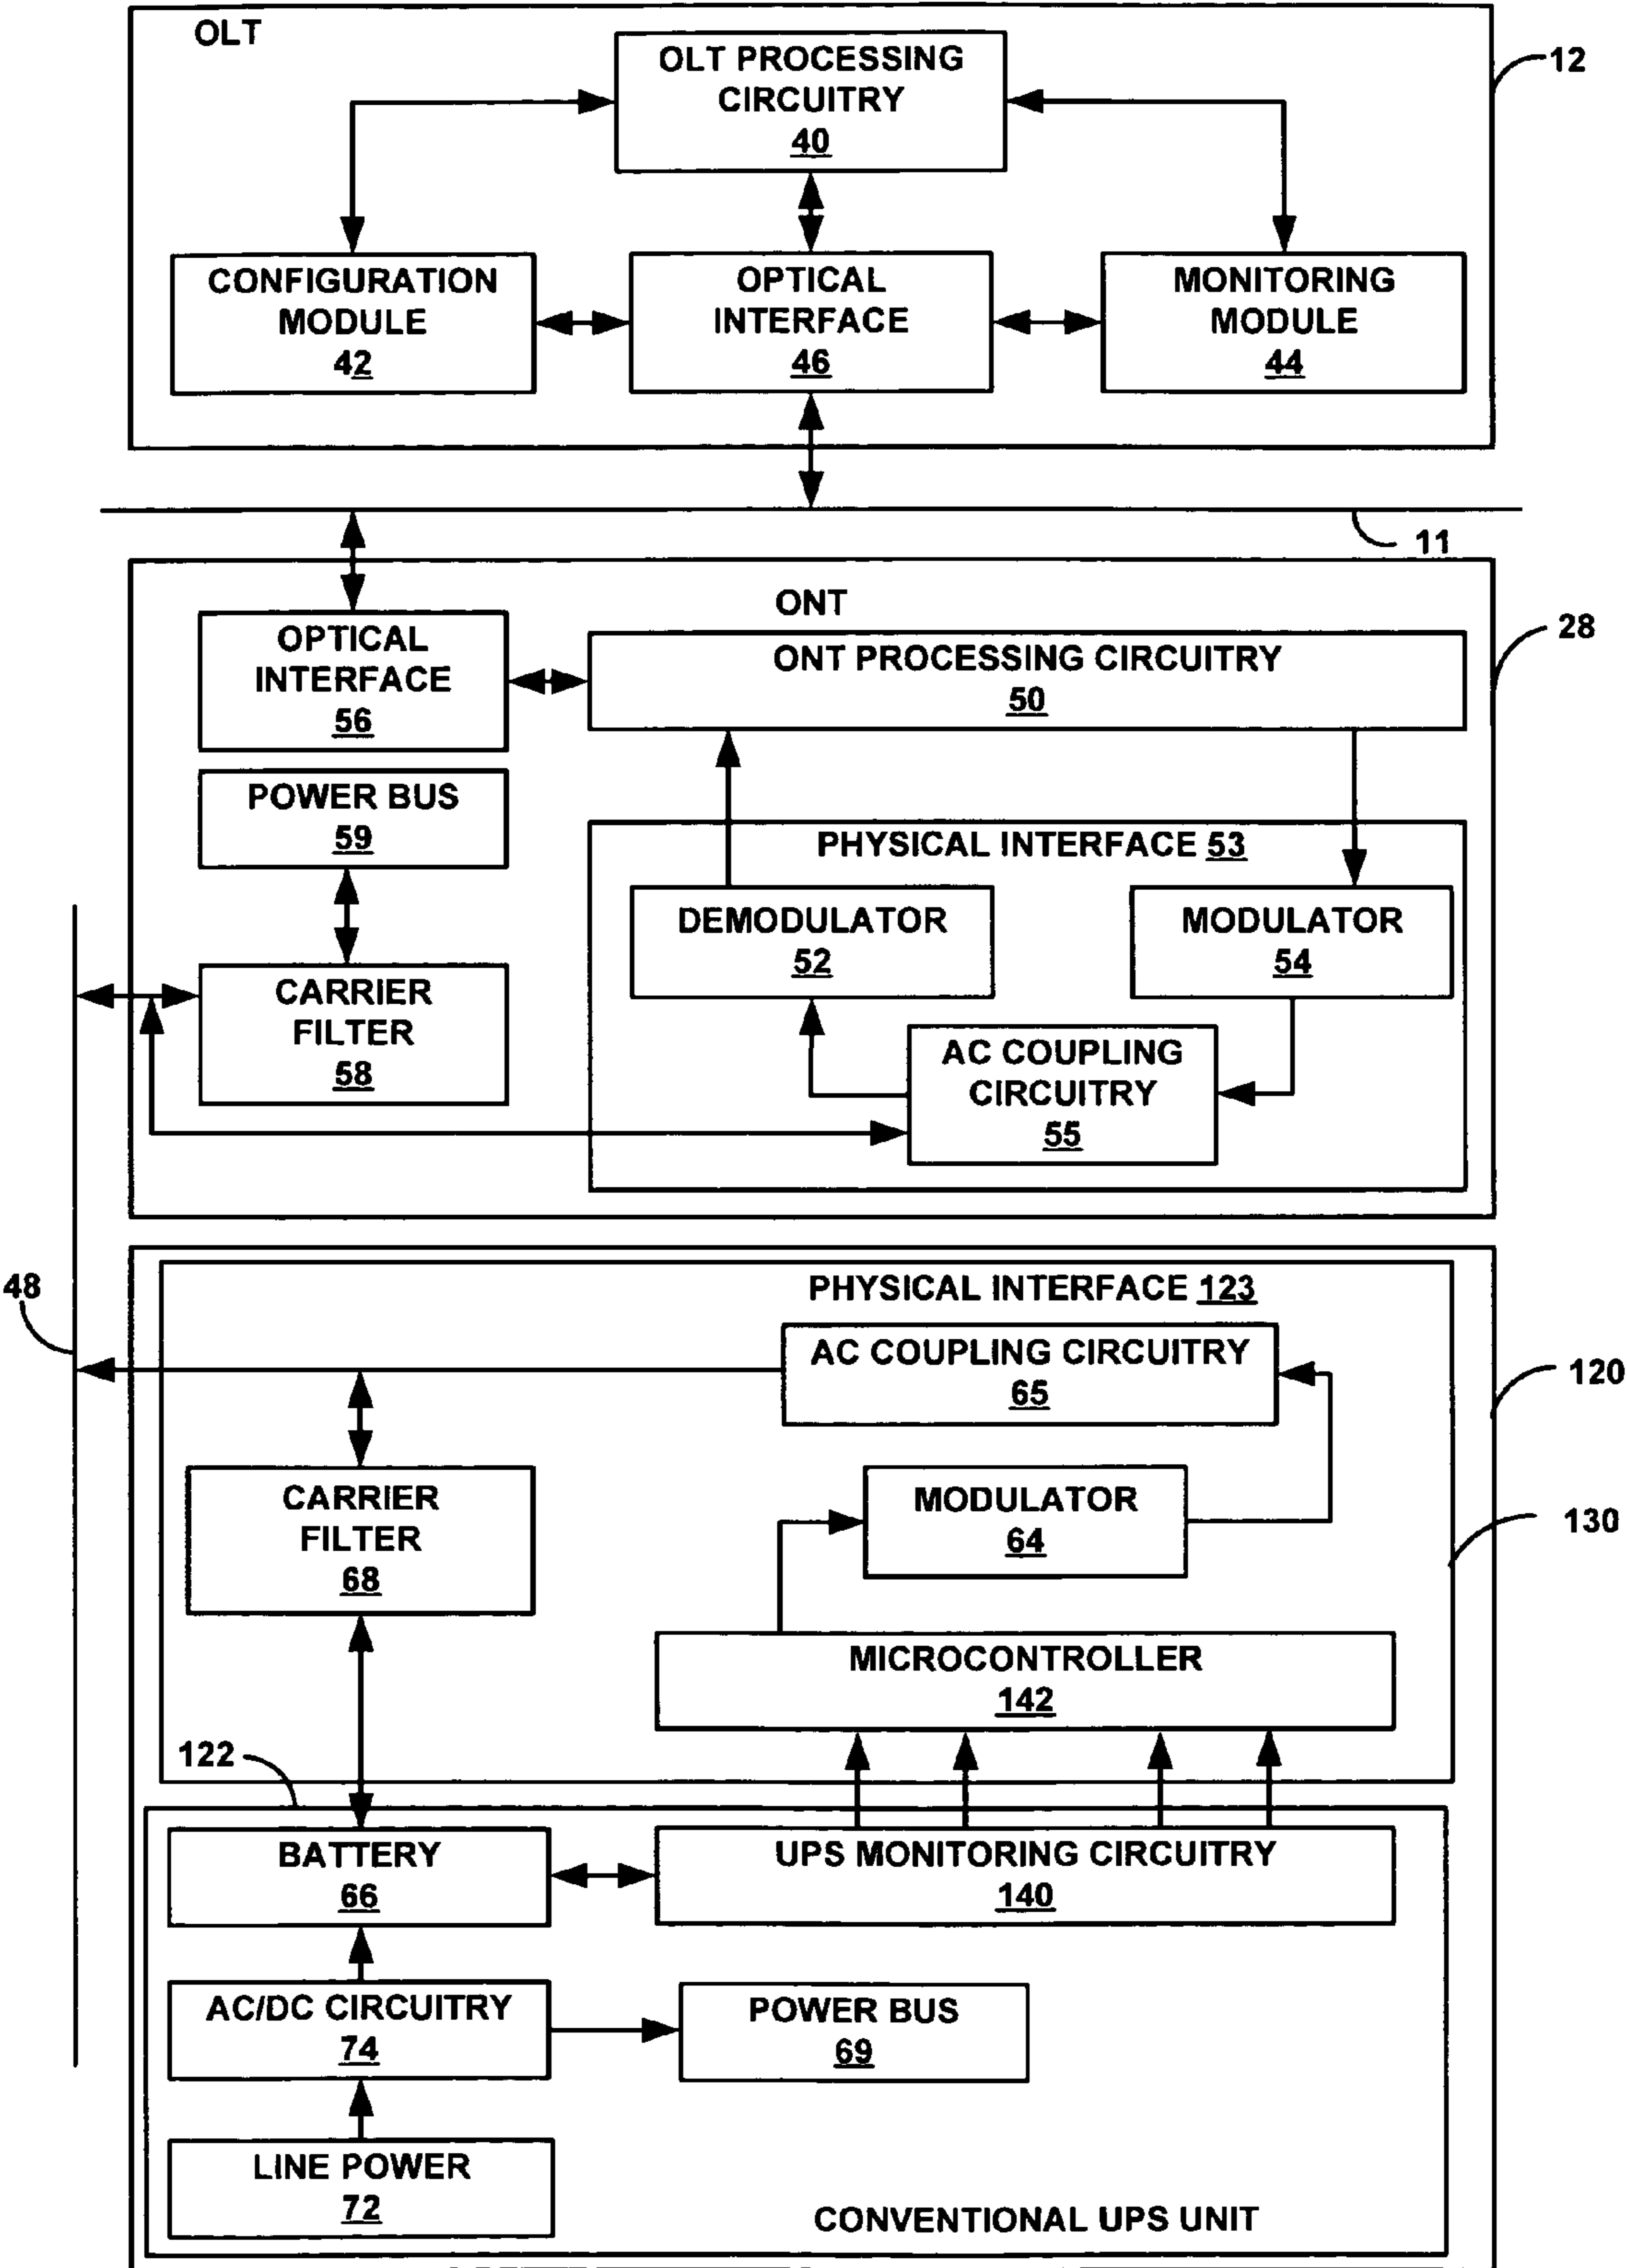 OLT
OLT PROCESSING
CIRCUITRY
40
12
CONFIGURATION
MODULE
42
OPTICAL
INTERFACE
46
MONITORING
MODULE
44
11
ONT
28
OPTICAL
INTERFACE
56
ONT PROCESSING CIRCUITRY
50
POWER BUS
59
PHYSICAL INTERFACE 53
DEMODULATOR
52
MODULATOR
54
CARRIER
FILTER
58
AC COUPLING
CIRCUITRY
55
48
PHYSICAL INTERFACE 123
AC COUPLING CIRCUITRY
65
120
CARRIER
FILTER
68
MODULATOR
64
130
MICROCONTROLLER
142
122
BATTERY
66
UPS MONITORING CIRCUITRY
140
AC/DC CIRCUITRY
74
POWER BUS
69
LINE POWER
72
CONVENTIONAL UPS UNIT